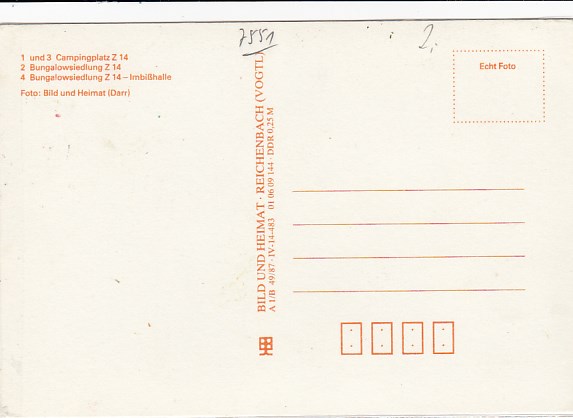 7551
2,
1 und 3 Campingplatz Z 14
2 Bungalowsiedlung Z 14
4 Bungalowsiedlung Z 14 – Imbißhalle
Foto: Bild und Heimat (Darr)
Echt Foto
BILD UND HEIMAT · REICHENBACH (VOGTL)
A 1/B 49/87 · IV-14-483 01 06 09 144 · DDR 0,25 M